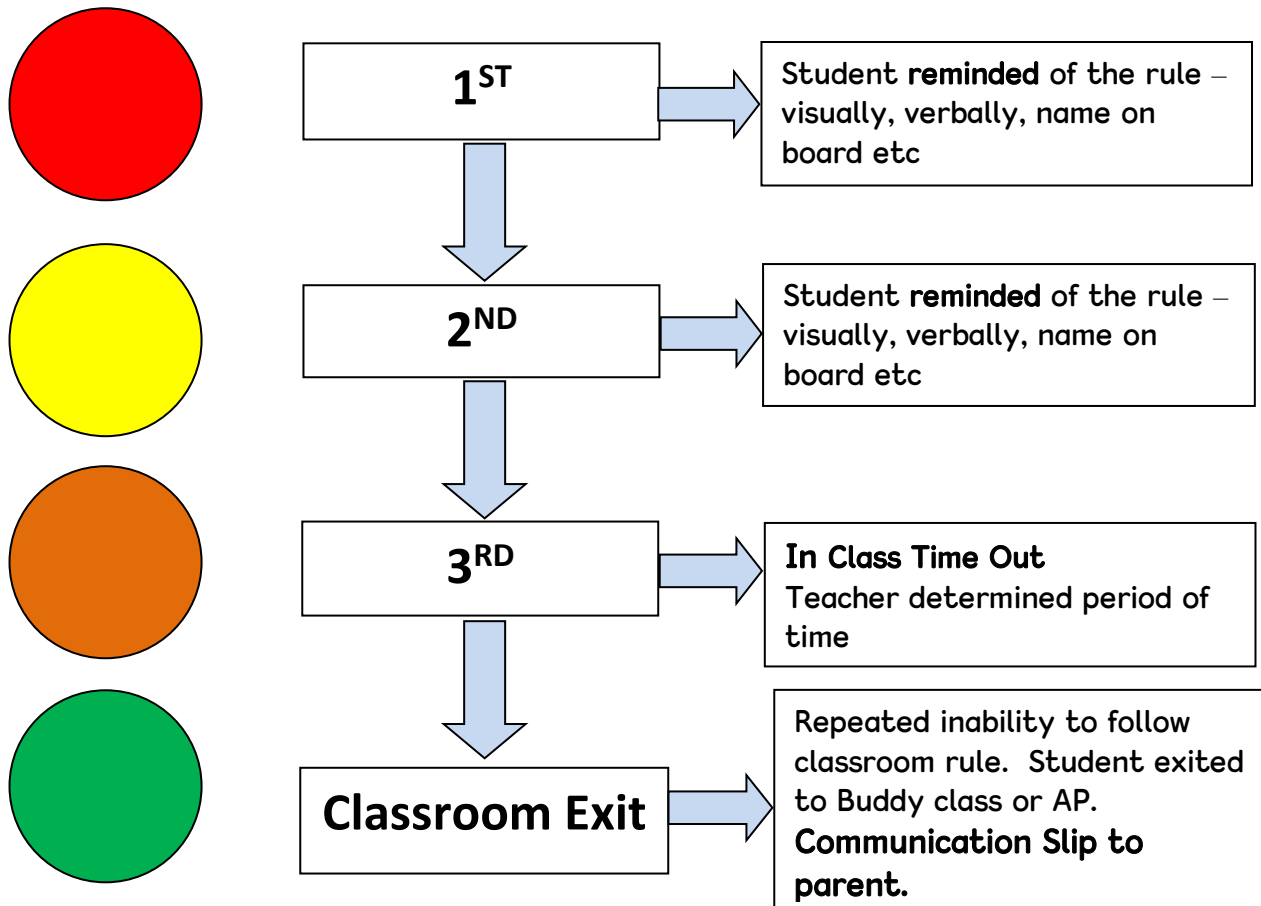 1ST
Student reminded of the rule –
visually, verbally, name on
board etc
2ND
Student reminded of the rule –
visually, verbally, name on
board etc
3RD
In Class Time Out
Teacher determined period of
time
Classroom Exit
Repeated inability to follow
classroom rule.  Student exited
to Buddy class or AP.
Communication Slip to
parent.